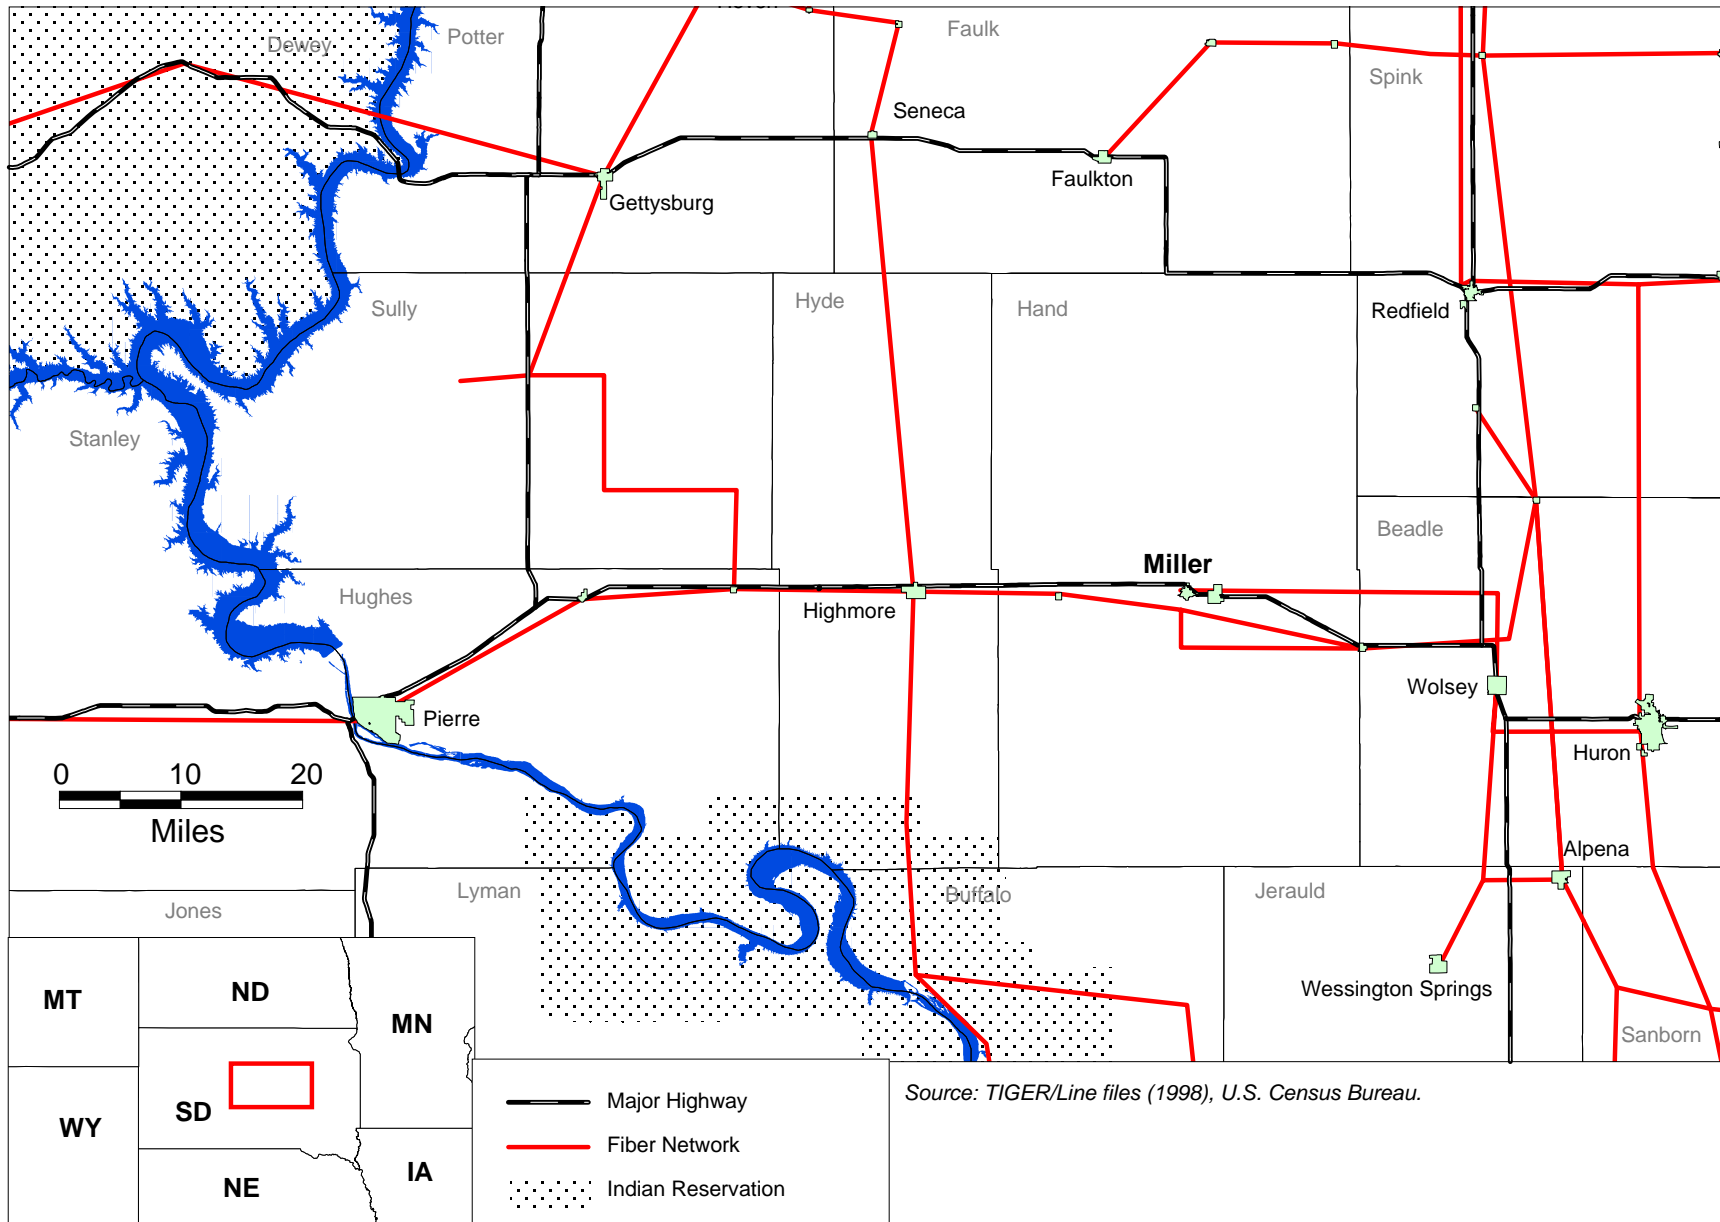 Dewey
Potter
Faulk
Spink
Seneca
Faulkton
Gettysburg
Sully
Hyde
Hand
Redfield
Stanley
Beadle
Miller
Hughes
Highmore
Wolsey
Pierre
Huron
0 10 20
Miles
Alpena
Lyman
Buffalo
Jerauld
Jones
Wessington Springs
Sanborn
MT
ND
MN
SD
WY
IA
NE
Major Highway
Fiber Network
Indian Reservation
Source: TIGER/Line files (1998), U.S. Census Bureau.